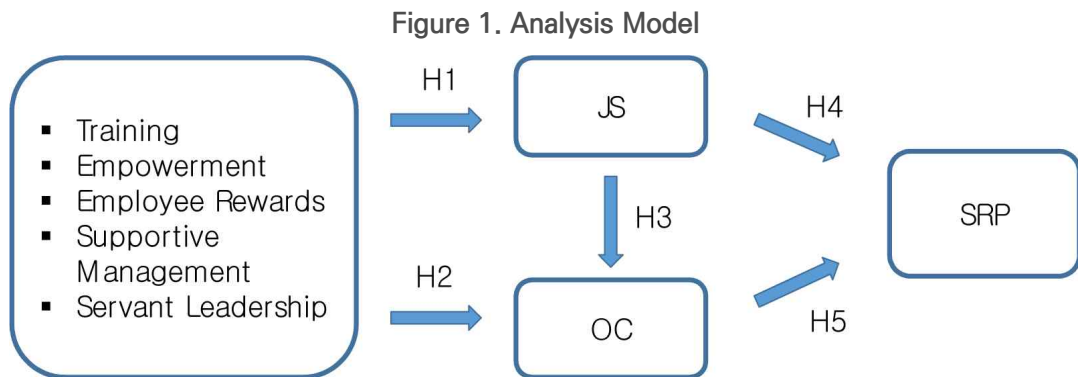 Figure 1. Analysis Model
▪ Training
▪ Empowerment
▪ Employee Rewards
▪ Supportive
Management
▪ Servant Leadership
H1
H2
JS
H3
OC
H4
H5
SRP